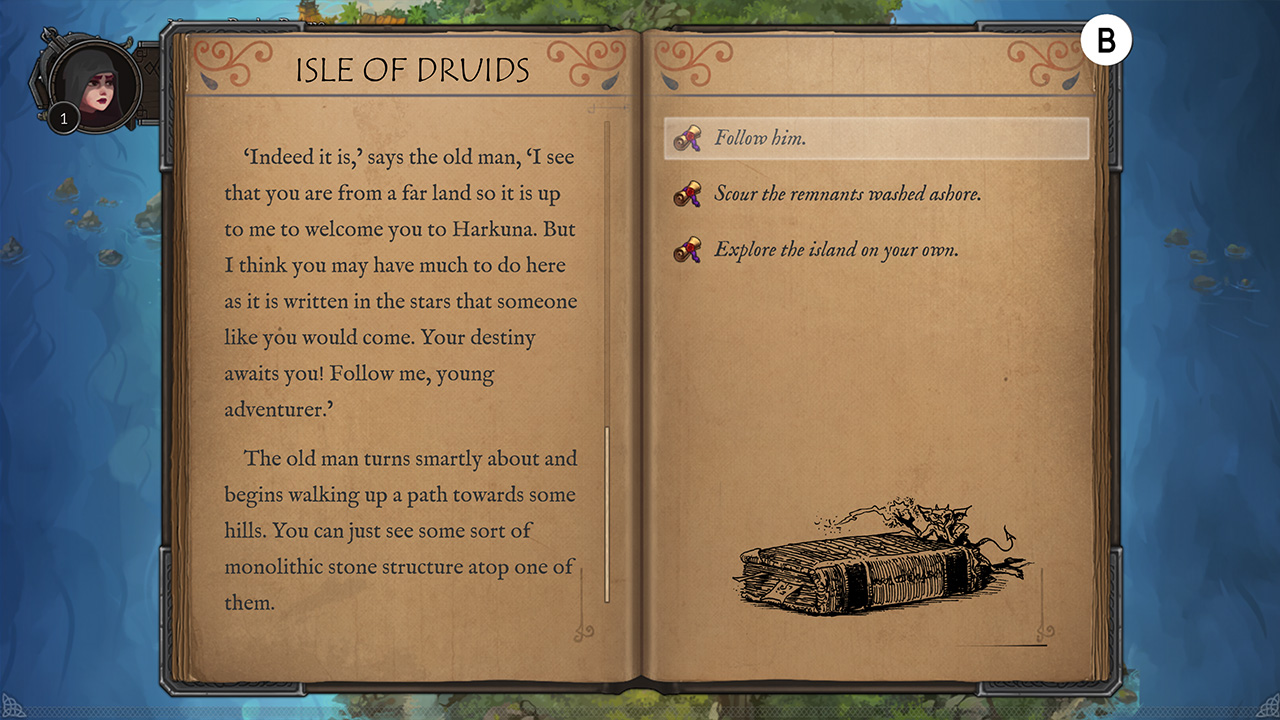 B
1
ISLE OF DRUIDS
‘Indeed it is,’ says the old man, ‘I see
that you are from a far land so it is up
to me to welcome you to Harkuna. But
I think you may have much to do here
as it is written in the stars that someone
like you would come. Your destiny
awaits you! Follow me, young
adventurer.’
The old man turns smartly about and
begins walking up a path towards some
hills. You can just see some sort of
monolithic stone structure atop one of
them.
Follow him.
Scour the remnants washed ashore.
Explore the island on your own.